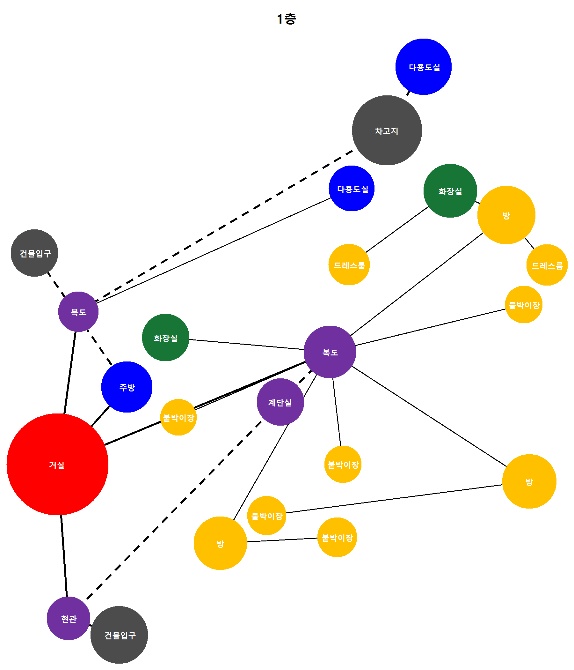 1층
다용도실
차고지
다용도실
화장실
방
건물입구
드레스룸
드레스룸
복도
붙박이장
화장실
복도
주방
계단실
붙박이장
거실
붙박이장
방
붙박이장
붙박이장
방
현관
건물입구